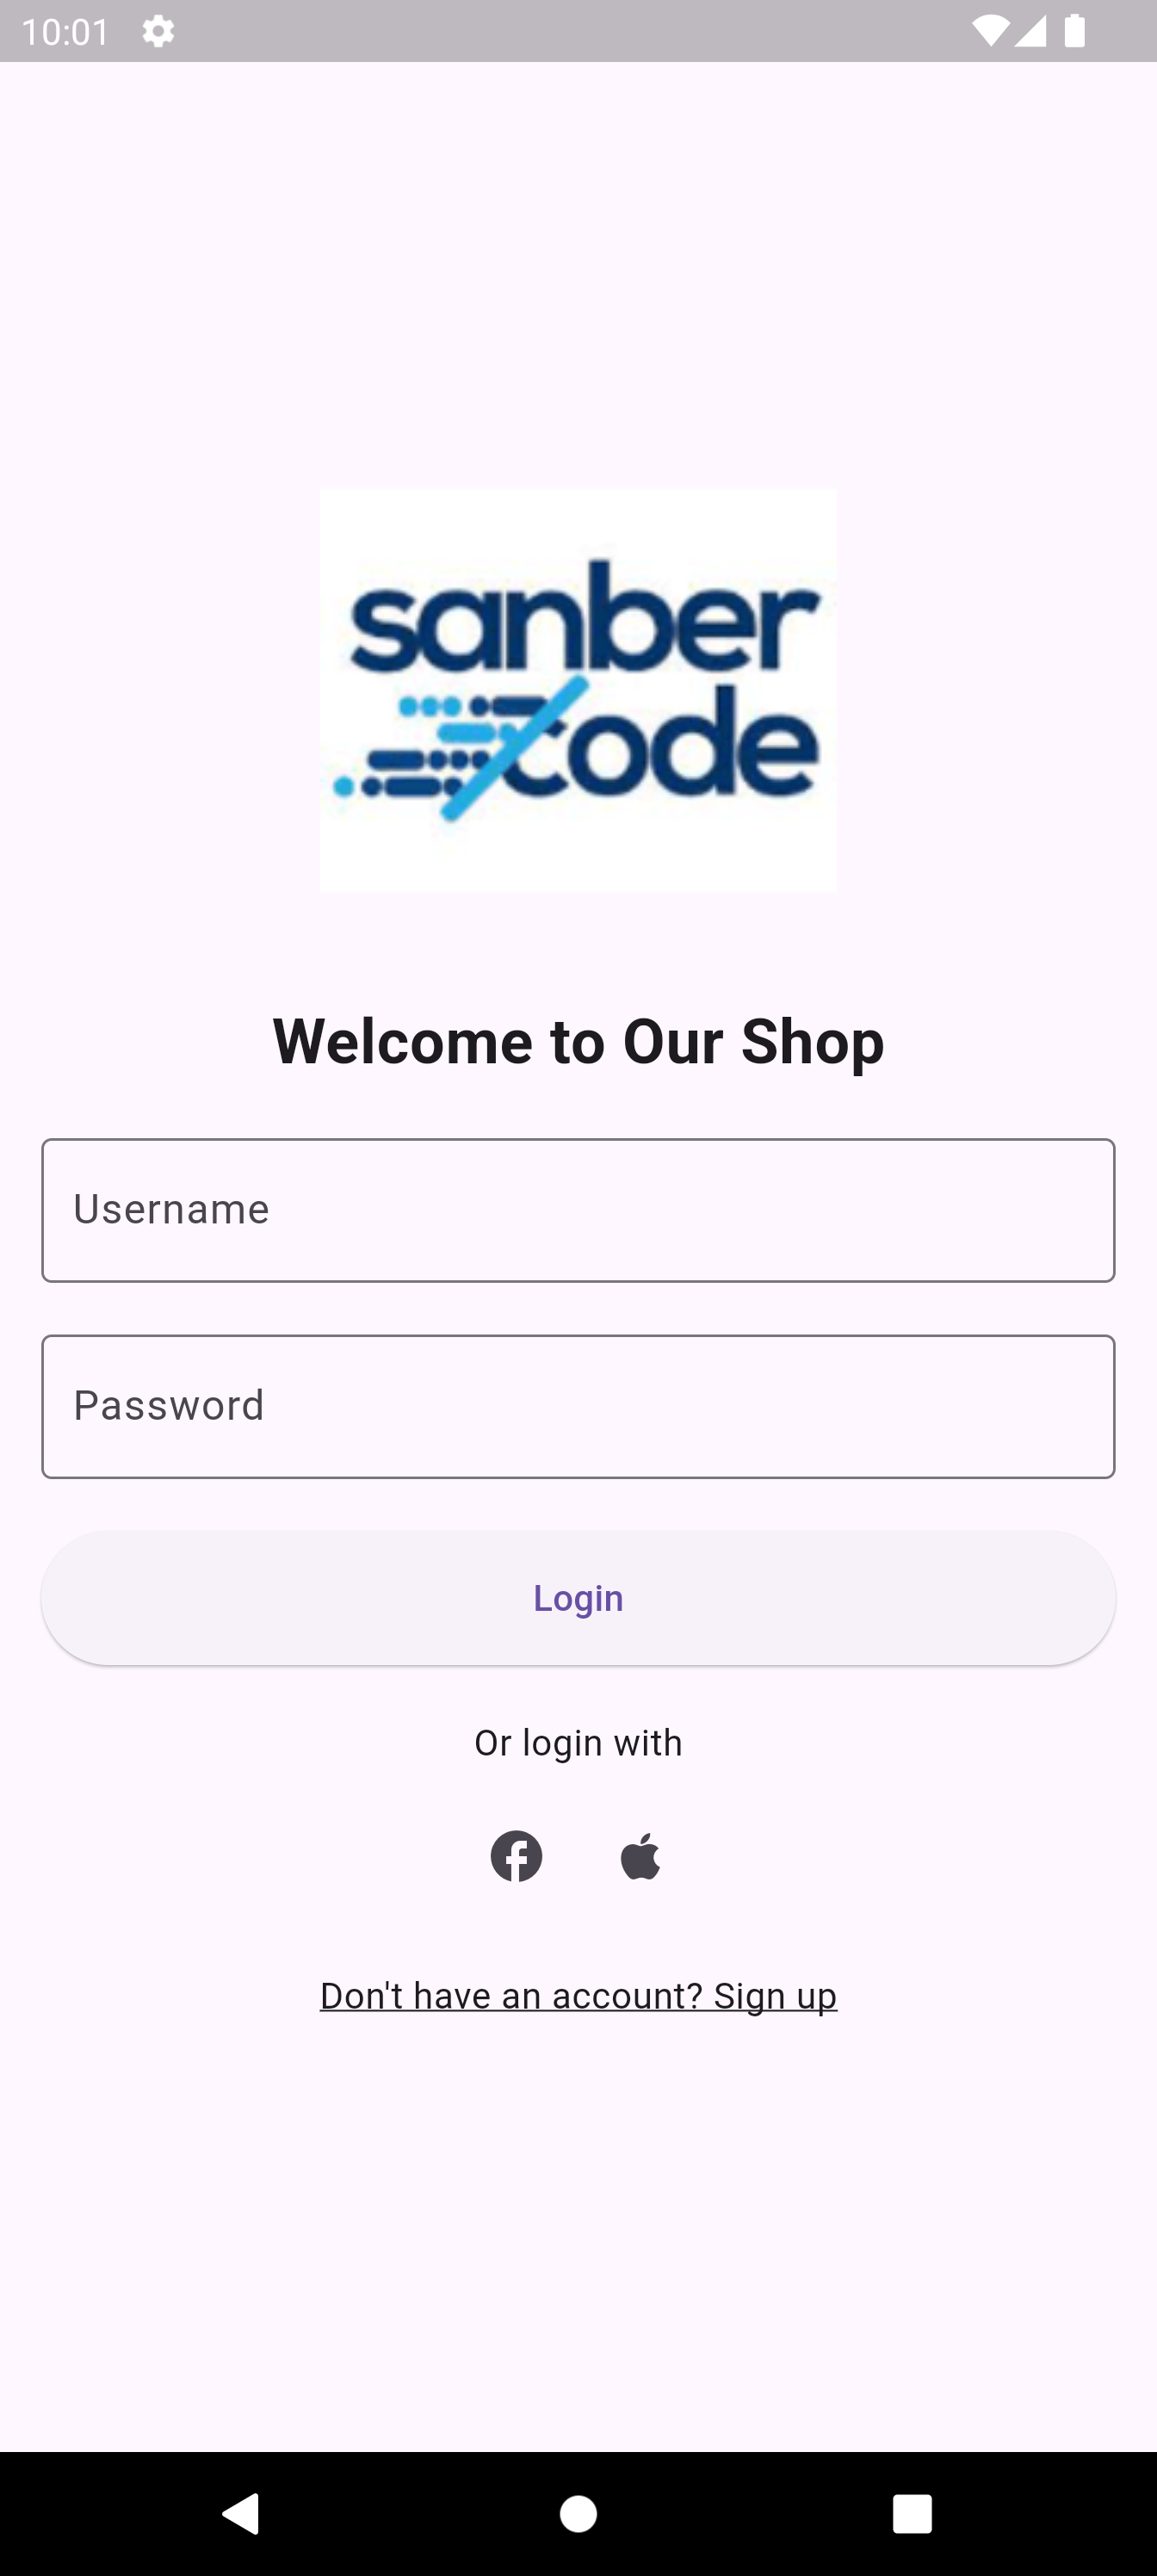 10:01
sanber
code
Welcome to Our Shop
Username
Password
Login
Or login with
Don't have an account? Sign up